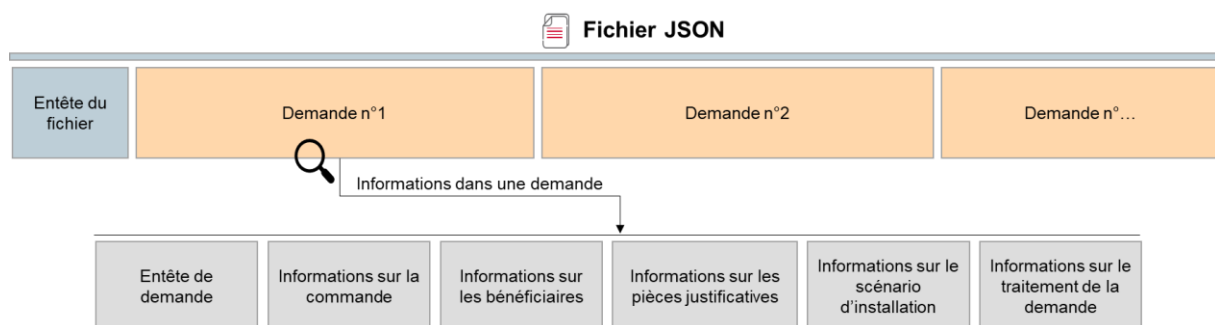 Fichier JSON
Entête du
fichier
Demande n°1
Demande n°2
Demande n°...
Informations dans une demande
Entête de
demande
Informations sur la
commande
Informations sur
les bénéficiaires
Informations sur les
pièces justificatives
Informations sur le
scénario
d'installation
Informations sur le
traitement de la
demande